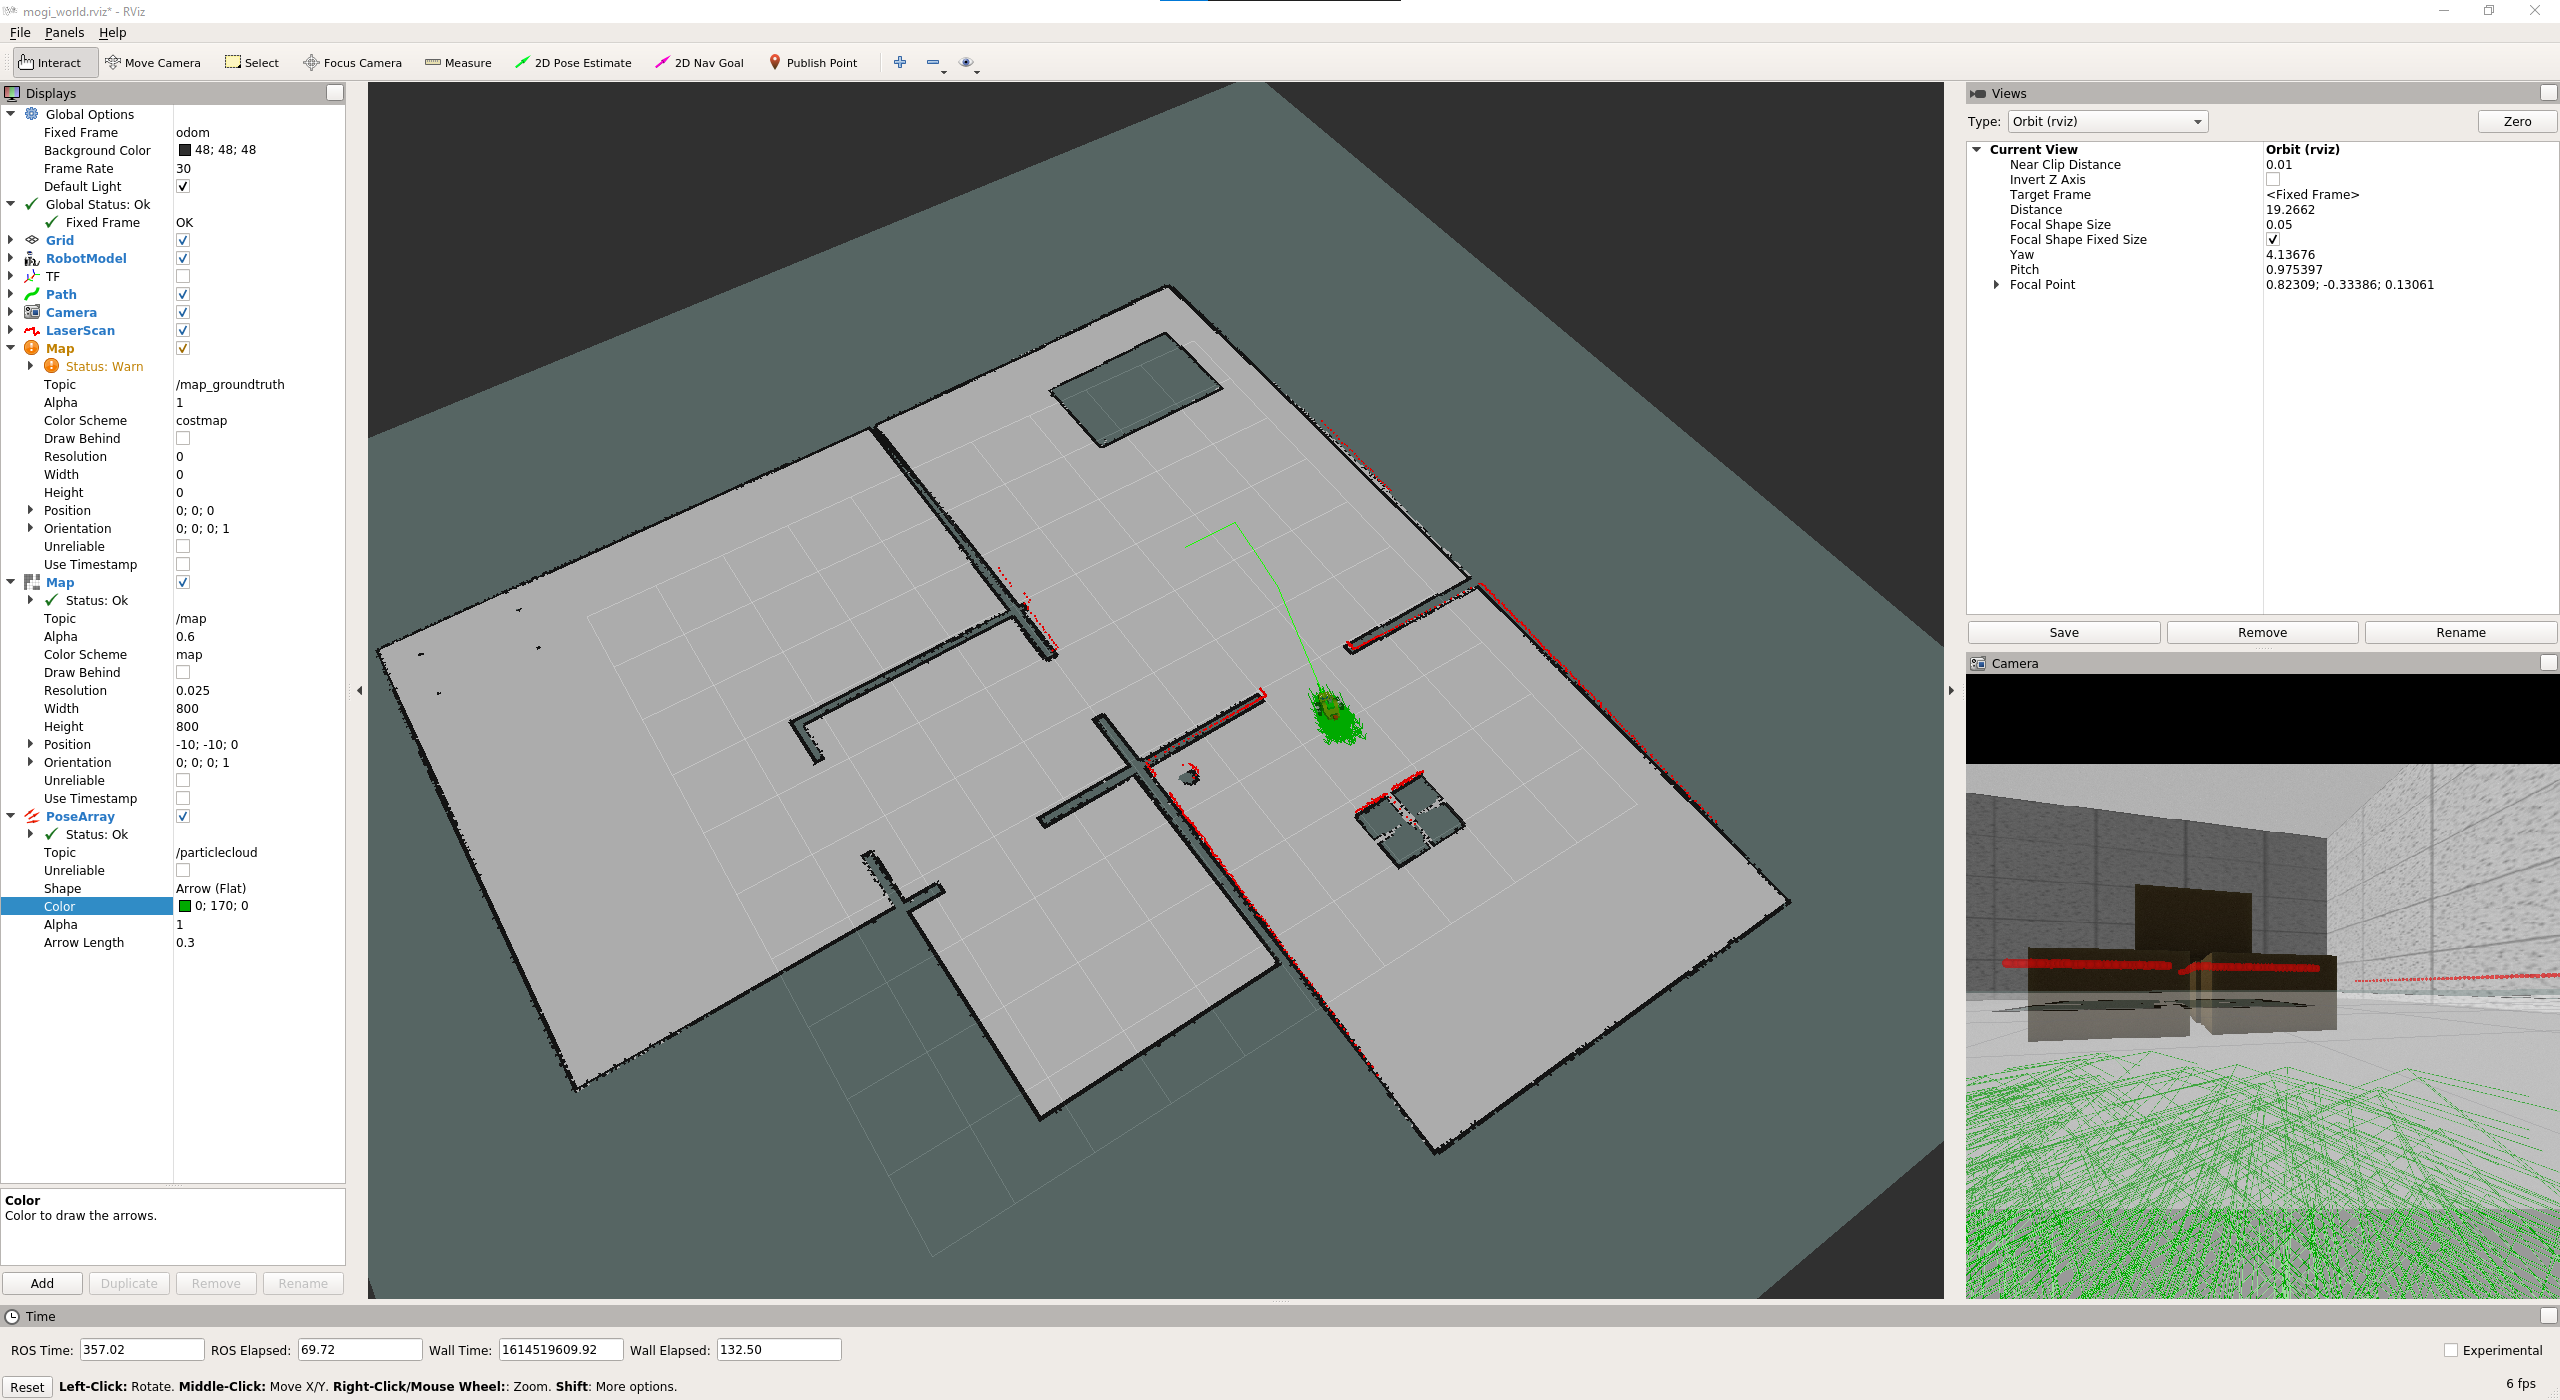 mogi_world.rviz* - RViz
File Panels Help
Interact Move Camera Select Focus Camera Measure 2D Pose Estimate 2D Nav Goal Publish Point
Displays
Global Options
Fixed Frame odom
Background Color 48; 48; 48
Frame Rate 30
Default Light
Global Status: Ok
Fixed Frame OK
Grid
RobotModel
TF
Path
Camera
LaserScan
Map
Status: Warn
Topic /map_groundtruth
Alpha 1
Color Scheme costmap
Draw Behind
Resolution 0
Width 0
Height 0
Position 0; 0; 0
Orientation 0; 0; 0; 1
Unreliable
Use Timestamp
Map
Status: Ok
Topic /map
Alpha 0.6
Color Scheme map
Draw Behind
Resolution 0.025
Width 800
Height 800
Position -10; -10; 0
Orientation 0; 0; 0; 1
Unreliable
Use Timestamp
PoseArray
Status: Ok
Topic /particlecloud
Unreliable
Shape Arrow (Flat)
Color 0; 170; 0
Alpha 1
Arrow Length 0.3
Color
Color to draw the arrows.
Add Duplicate Remove Rename
Views
Type: Orbit (rviz) Zero
Current View Orbit (rviz)
Near Clip Distance 0.01
Invert Z Axis
Target Frame <Fixed Frame>
Distance 19.2662
Focal Shape Size 0.05
Focal Shape Fixed Size
Yaw 4.13676
Pitch 0.975397
Focal Point 0.82309; -0.33386; 0.13061
Save Remove Rename
Camera
Time
ROS Time: 357.02 ROS Elapsed: 69.72 Wall Time: 1614519609.92 Wall Elapsed: 132.50 Experimental
Reset Left-Click: Rotate. Middle-Click: Move X/Y. Right-Click/Mouse Wheel:: Zoom. Shift: More options. 6 fps